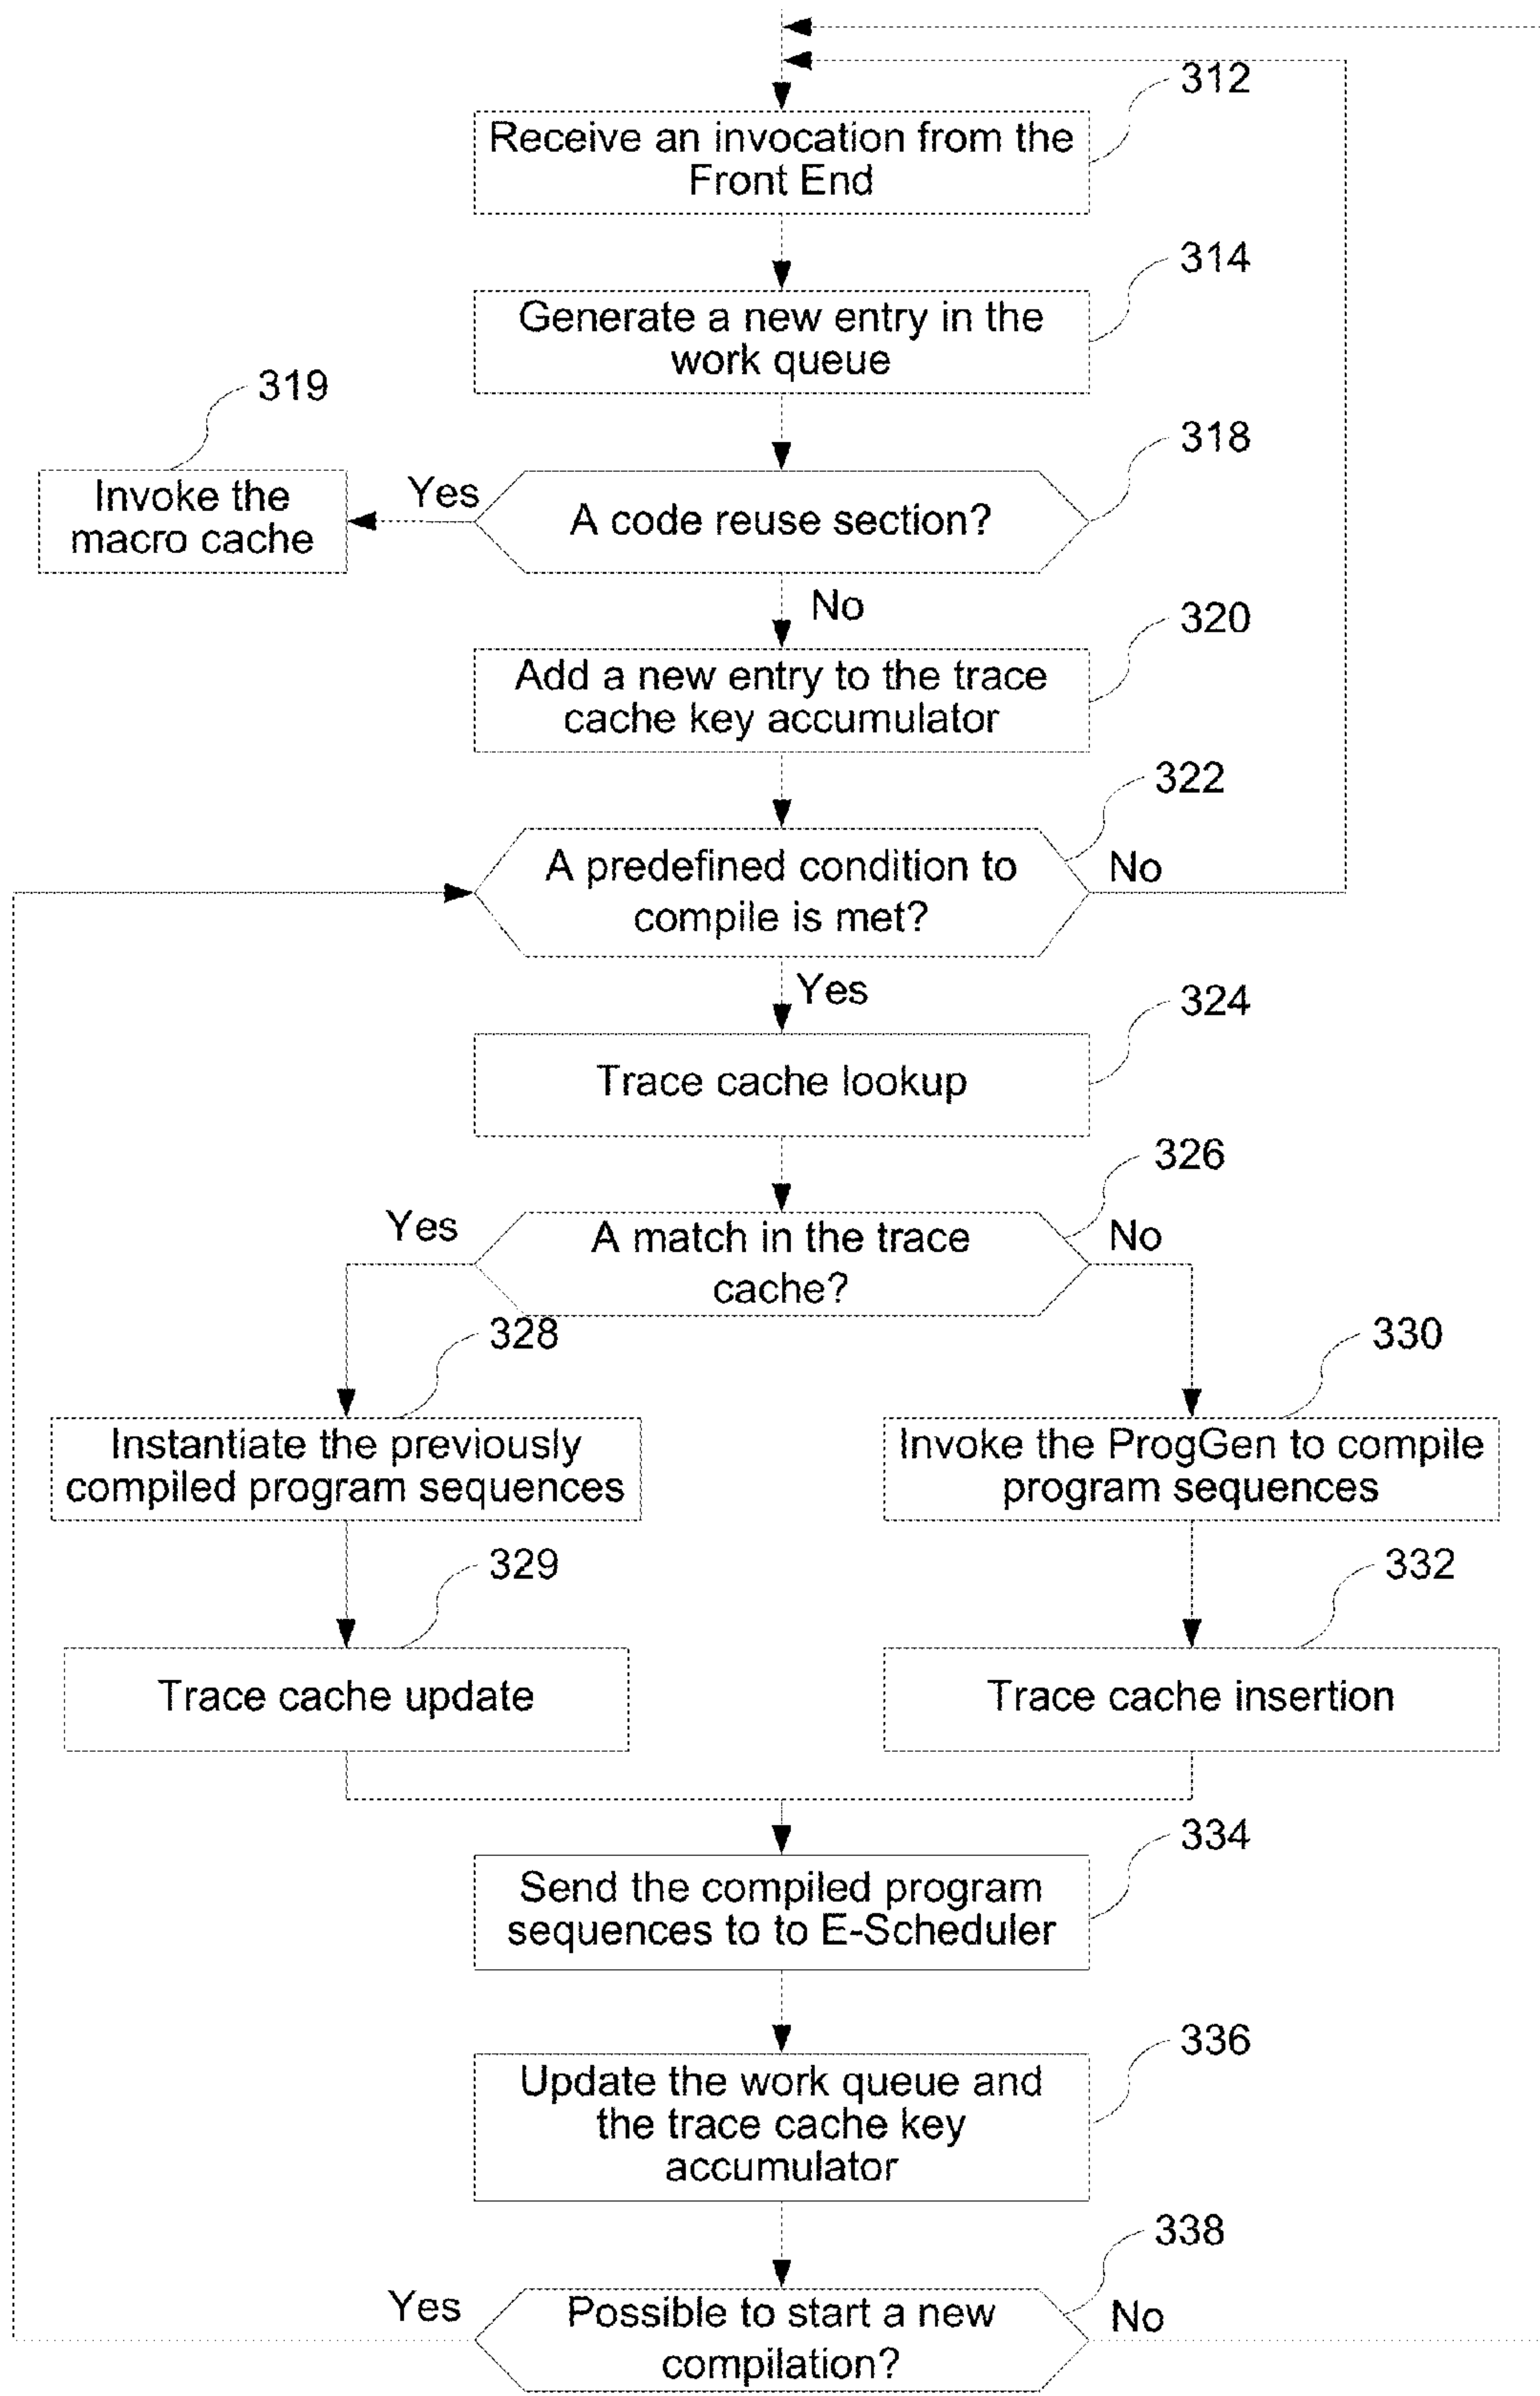 312
Receive an invocation from the
Front End
314
Generate a new entry in the
work queue
319
318
Invoke the
macro cache
Yes
A code reuse section?
No
320
Add a new entry to the trace
cache key accumulator
322
A predefined condition to
compile is met?
No
Yes
324
Trace cache lookup
326
Yes
A match in the trace
cache?
No
328
330
Instantiate the previously
compiled program sequences
Invoke the ProgGen to compile
program sequences
329
332
Trace cache update
Trace cache insertion
334
Send the compiled program
sequences to to E-Scheduler
336
Update the work queue and
the trace cache key
accumulator
338
Yes
Possible to start a new
compilation?
No